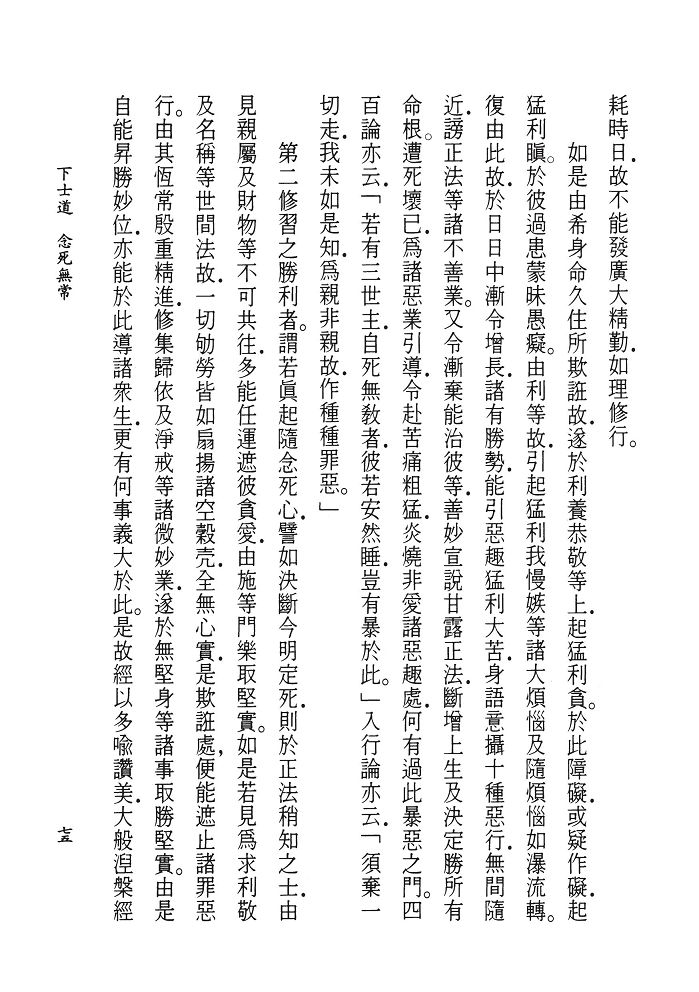 耗時日．故不能發廣大精勤．如理修行。
如是由希身命久住所欺誑故．遂於利養恭敬等上．起猛利貪。於此障礙．或疑作礙．起
猛利瞋。於彼過患蒙昧愚癡。由利等故．引起猛利我慢嫉等諸大煩惱及隨煩惱如瀑流轉。
復由此故．於日日中漸令增長．諸有勝勢．能引惡趣猛利大苦．身語意攝十種惡行．無間隨
近．謗正法等諸不善業。又令漸棄能治彼等．善妙宣說甘露正法．斷增上生及決定勝所有
命根。遭死壞已．爲諸惡業引導．令赴苦痛粗猛．炎燒非愛諸惡趣處．何有過此暴惡之門。四
百論亦云．「若有三世主．自死無教者．彼若安然睡．豈有暴於此。」入行論亦云．「須棄一
切走．我未如是知．爲親非親故．作種種罪惡。」
第二修習之勝利者。謂若眞起隨念死心．譬如決斷今明定死．則於正法稍知之士．由
見親屬及財物等不可共往．多能任運遮彼貪愛．由施等門樂取堅實。如是若見爲求利敬
及名稱等世間法故．一切劬勞皆如扇揚諸空穀壳．全無心實．是欺誑處，便能遮止諸罪惡
行。由其恆常殷重精進．修集歸依及淨戒等諸微妙業．遂於無堅身等諸事取勝堅實。由是
自能昇勝妙位．亦能於此導諸衆生．更有何事義大於此。是故經以多喩讚美．大般涅槃經
下士道　念死無常
七五